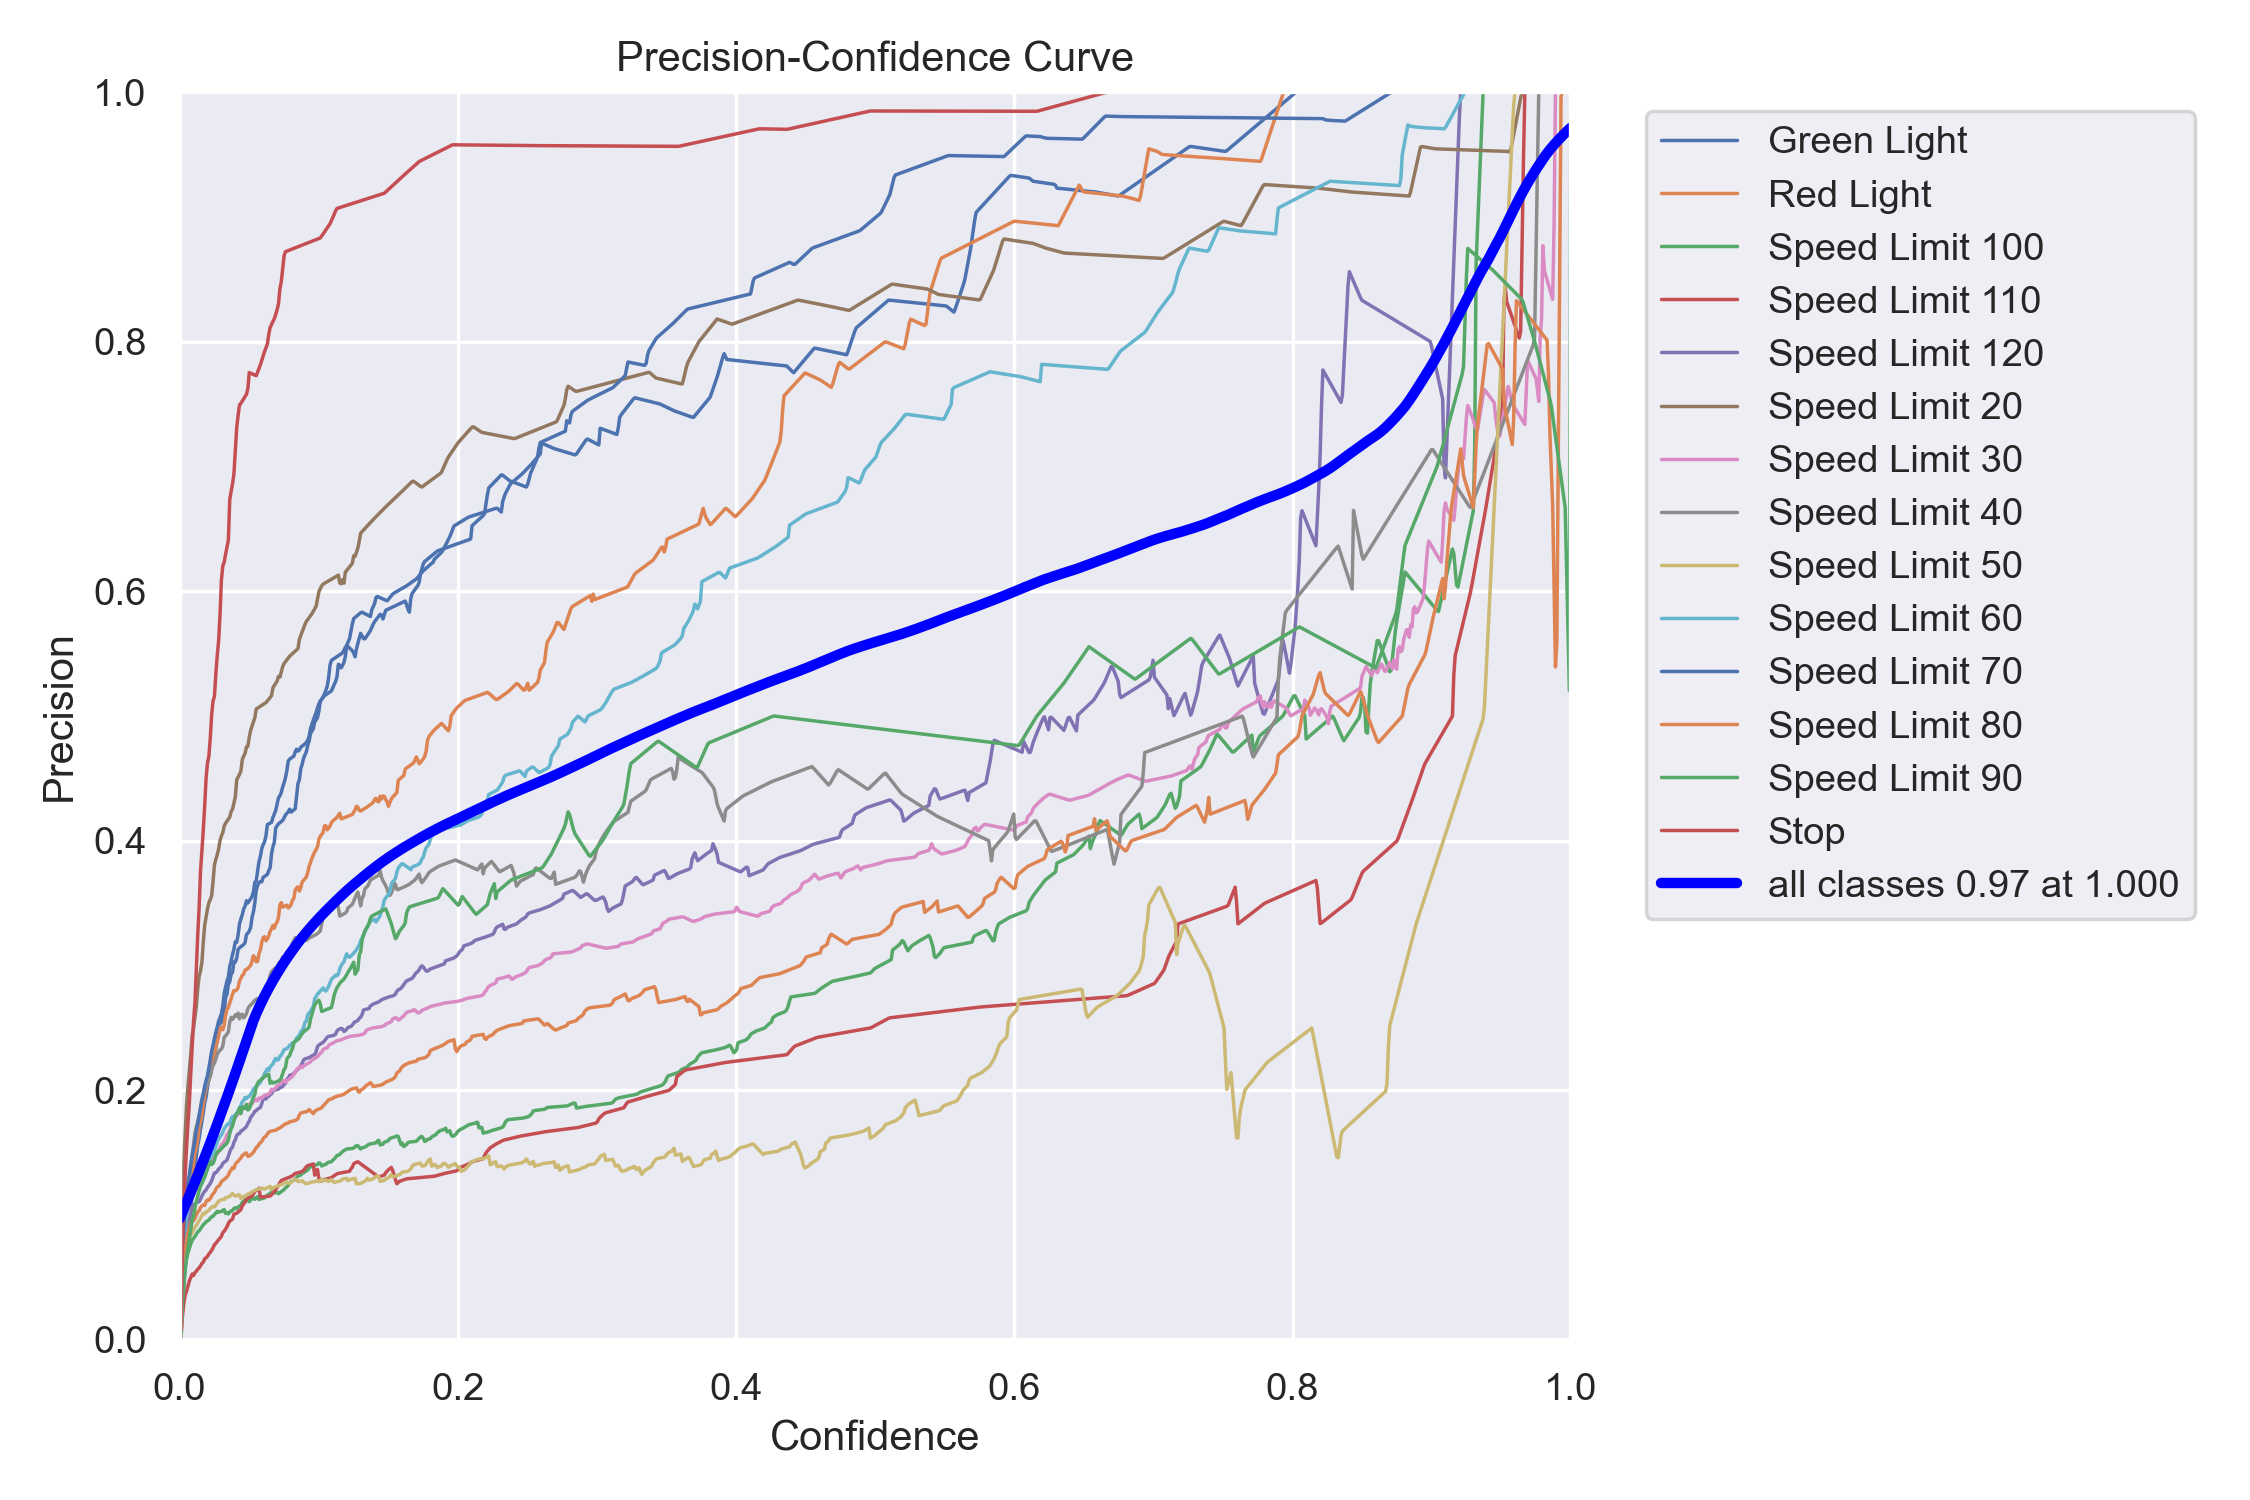 Precision-Confidence Curve
1.0
0.8
0.6
0.4
0.2
0.0
Precision
0.0 0.2 0.4 0.6 0.8 1.0
Confidence
Green Light
Red Light
Speed Limit 100
Speed Limit 110
Speed Limit 120
Speed Limit 20
Speed Limit 30
Speed Limit 40
Speed Limit 50
Speed Limit 60
Speed Limit 70
Speed Limit 80
Speed Limit 90
Stop
all classes 0.97 at 1.000